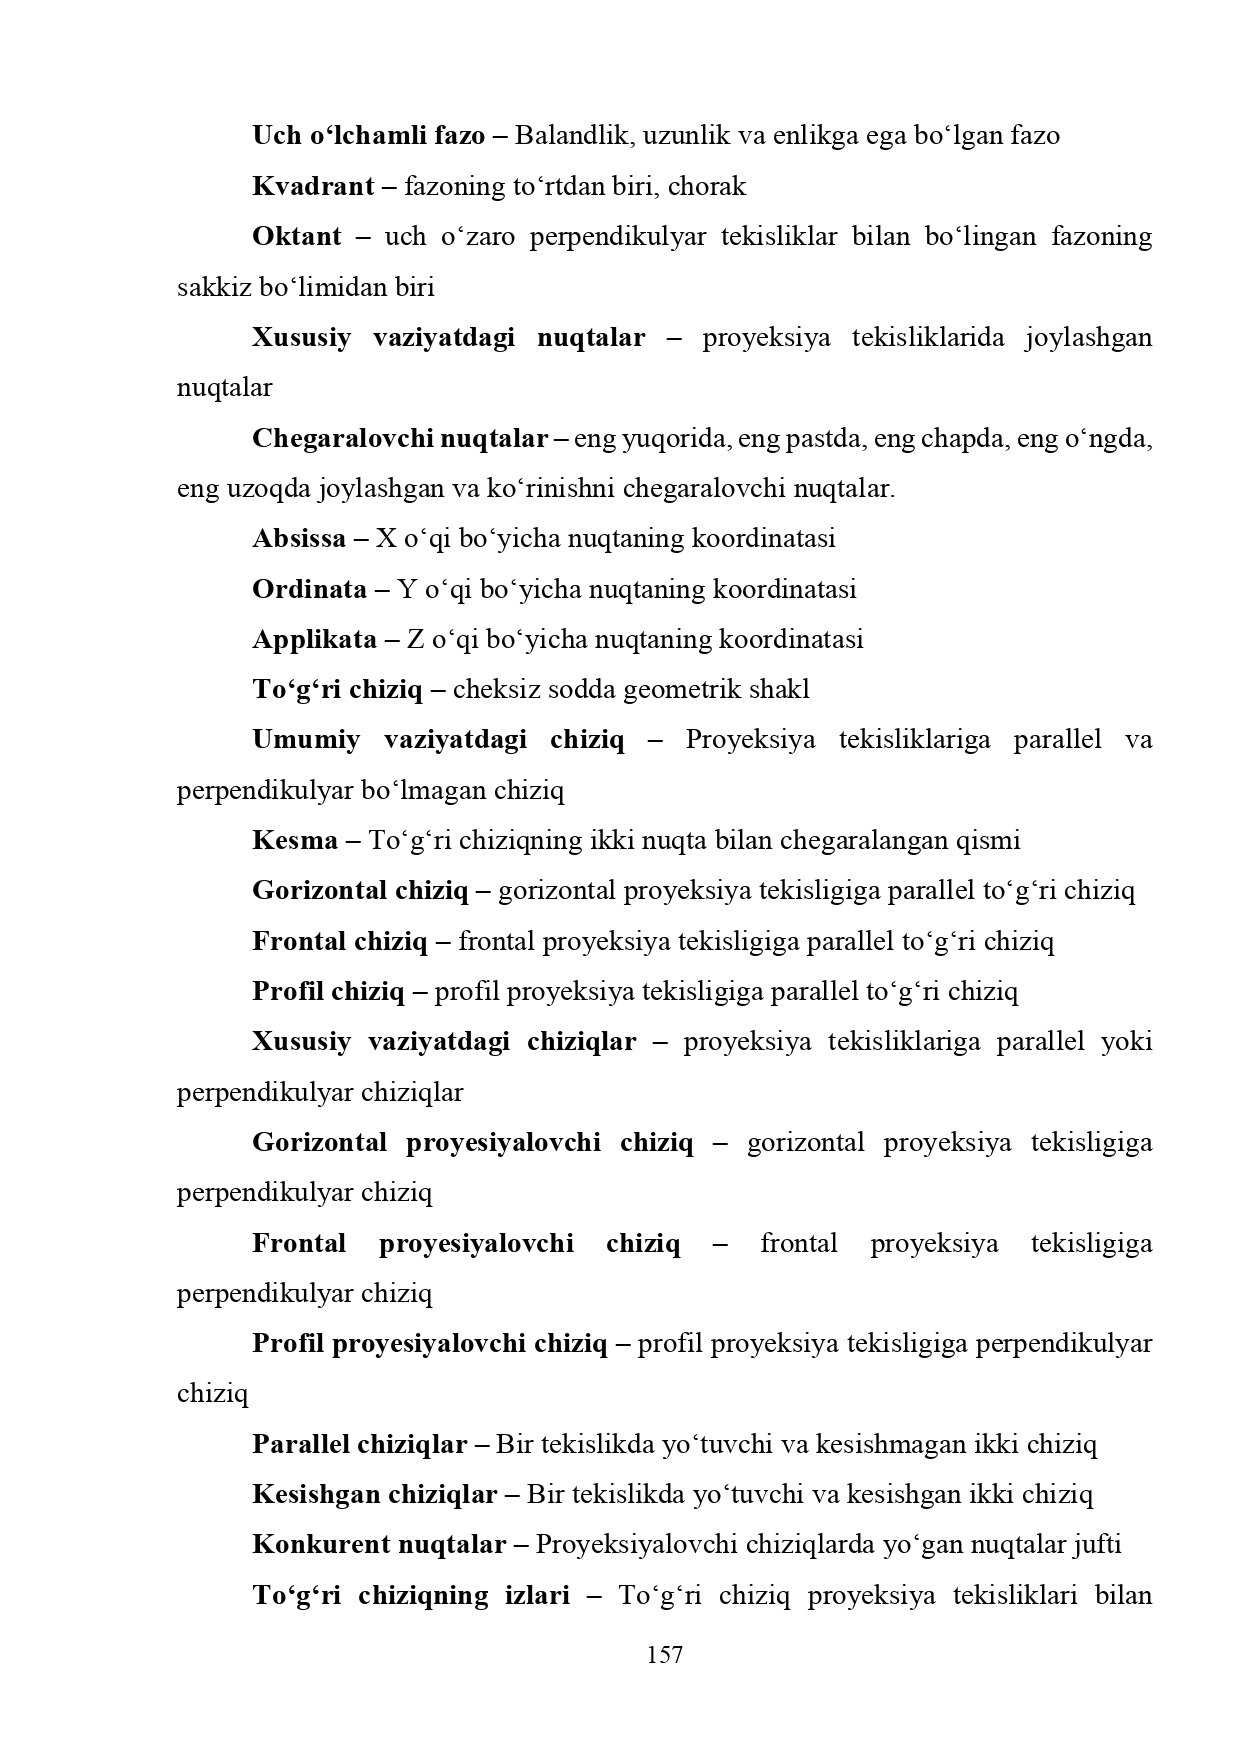 Uch o‘lchamli fazo – Balandlik, uzunlik va enlikga ega bo‘lgan fazo
Kvadrant – fazoning to‘rtdan biri, chorak
Oktant – uch o‘zaro perpendikulyar tekisliklar bilan bo‘lingan fazoning
sakkiz bo‘limidan biri
Xususiy vaziyatdagi nuqtalar – proyeksiya tekisliklarida joylashgan
nuqtalar
Chegaralovchi nuqtalar – eng yuqorida, eng pastda, eng chapda, eng o‘ngda,
eng uzoqda joylashgan va ko‘rinishni chegaralovchi nuqtalar.
Absissa – X o‘qi bo‘yicha nuqtaning koordinatasi
Ordinata – Y o‘qi bo‘yicha nuqtaning koordinatasi
Applikata – Z o‘qi bo‘yicha nuqtaning koordinatasi
To‘g‘ri chiziq – cheksiz sodda geometrik shakl
Umumiy vaziyatdagi chiziq – Proyeksiya tekisliklariga parallel va
perpendikulyar bo‘lmagan chiziq
Kesma – To‘g‘ri chiziqning ikki nuqta bilan chegaralangan qismi
Gorizontal chiziq – gorizontal proyeksiya tekisligiga parallel to‘g‘ri chiziq
Frontal chiziq – frontal proyeksiya tekisligiga parallel to‘g‘ri chiziq
Profil chiziq – profil proyeksiya tekisligiga parallel to‘g‘ri chiziq
Xususiy vaziyatdagi chiziqlar – proyeksiya tekisliklariga parallel yoki
perpendikulyar chiziqlar
Gorizontal proyesiyalovchi chiziq – gorizontal proyeksiya tekisligiga
perpendikulyar chiziq
Frontal proyesiyalovchi chiziq – frontal proyeksiya tekisligiga
perpendikulyar chiziq
Profil proyesiyalovchi chiziq – profil proyeksiya tekisligiga perpendikulyar
chiziq
Parallel chiziqlar – Bir tekislikda yo‘tuvchi va kesishmagan ikki chiziq
Kesishgan chiziqlar – Bir tekislikda yo‘tuvchi va kesishgan ikki chiziq
Konkurent nuqtalar – Proyeksiyalovchi chiziqlarda yo‘gan nuqtalar jufti
To‘g‘ri chiziqning izlari – To‘g‘ri chiziq proyeksiya tekisliklari bilan
157